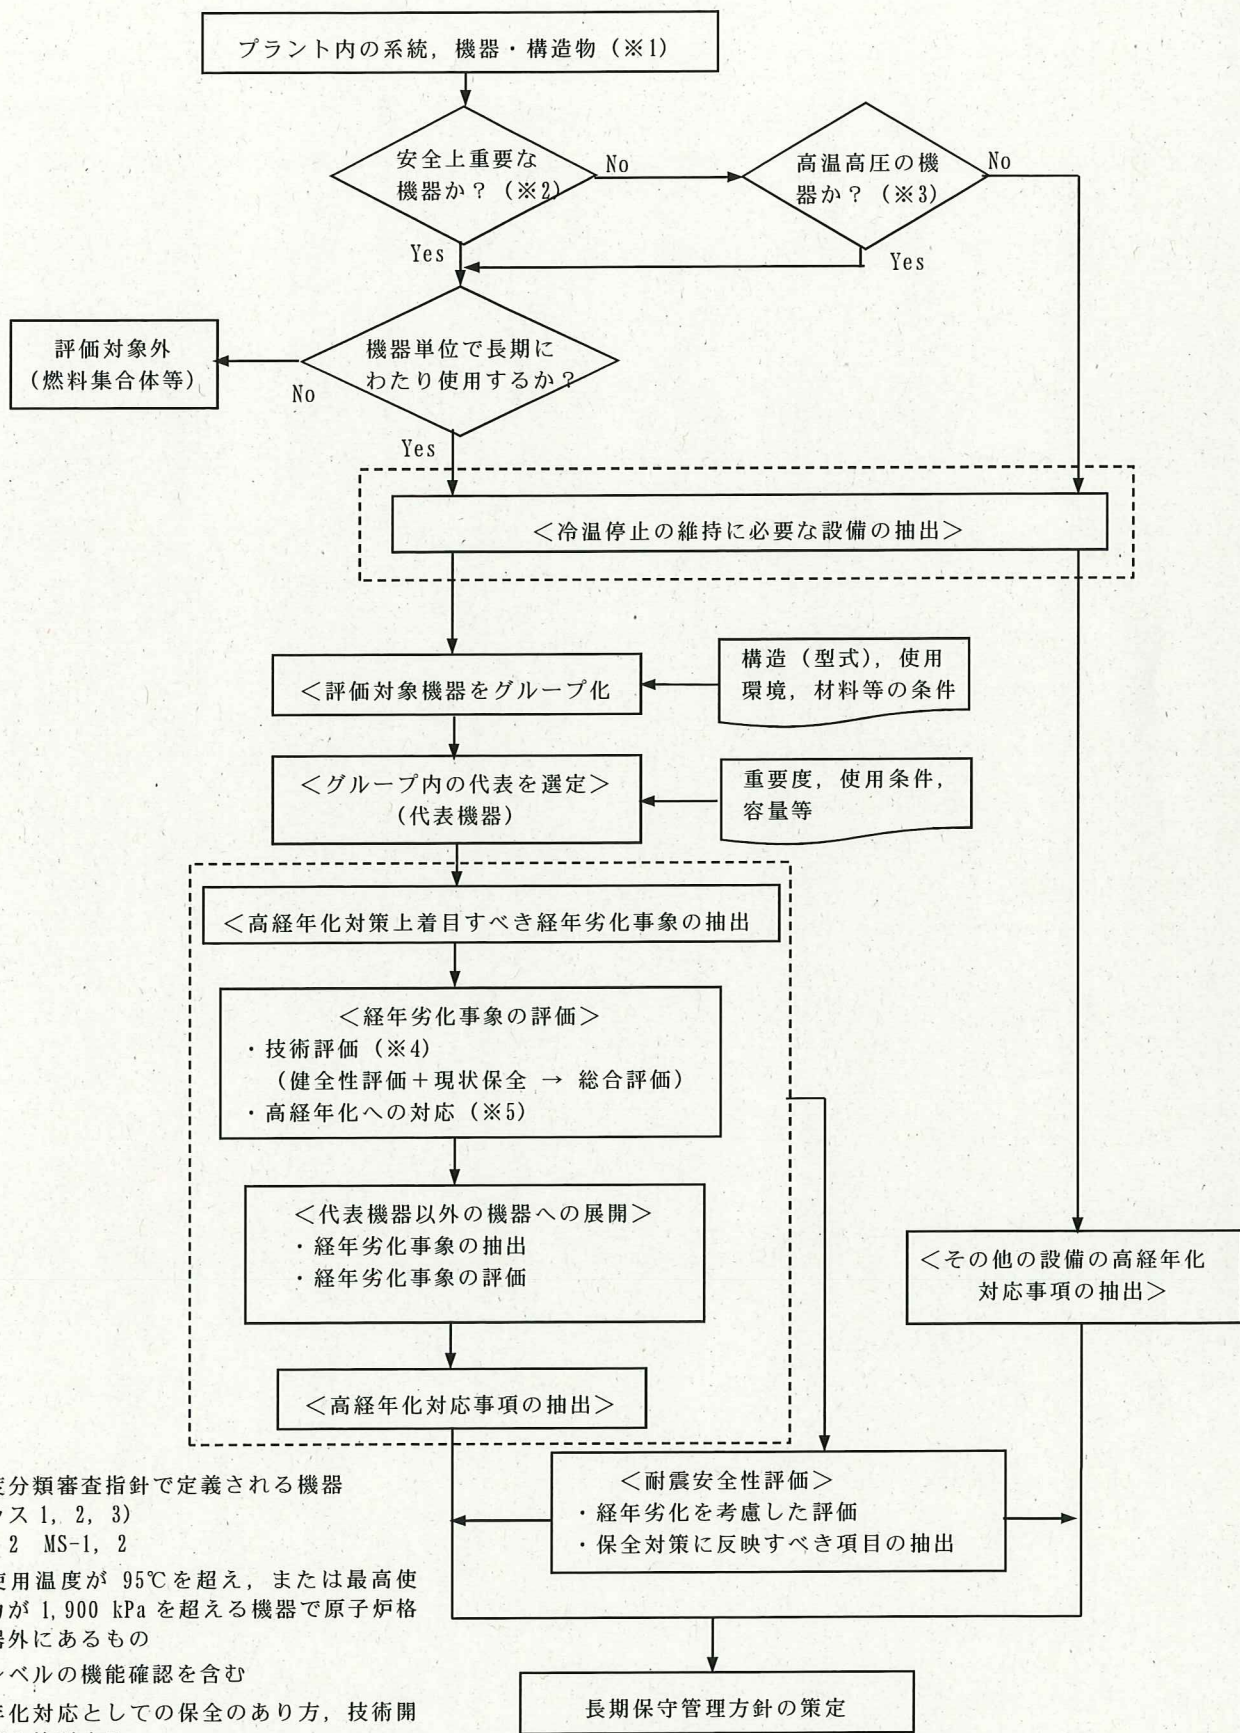 プラント内の系統，機器・構造物（※1）
安全上重要な
機器か？（※2）
No
高温高圧の機
器か？（※3）
No
Yes
Yes
評価対象外
（燃料集合体等）
機器単位で長期に
わたり使用するか？
No
Yes
＜冷温停止の維持に必要な設備の抽出＞
＜評価対象機器をグループ化
構造（型式），使用
環境，材料等の条件
＜グループ内の代表を選定＞
（代表機器）
重要度，使用条件，
容量等
＜高経年化対策上着目すべき経年劣化事象の抽出
＜経年劣化事象の評価＞
・技術評価（※4）
（健全性評価＋現状保全 → 総合評価）
・高経年化への対応（※5）
＜代表機器以外の機器への展開＞
・経年劣化事象の抽出
・経年劣化事象の評価
＜その他の設備の高経年化
対応事項の抽出＞
＜高経年化対応事項の抽出＞
＜耐震安全性評価＞
・経年劣化を考慮した評価
・保全対策に反映すべき項目の抽出
度分類審査指針で定義される機器
ス 1, 2, 3）
2 MS-1, 2
使用温度が 95℃を超え，または最高使
力が 1,900 kPa を超える機器で原子炉格
器外にあるもの
レベルの機能確認を含む
年化対応としての保全のあり方，技術開
長期保守管理方針の策定